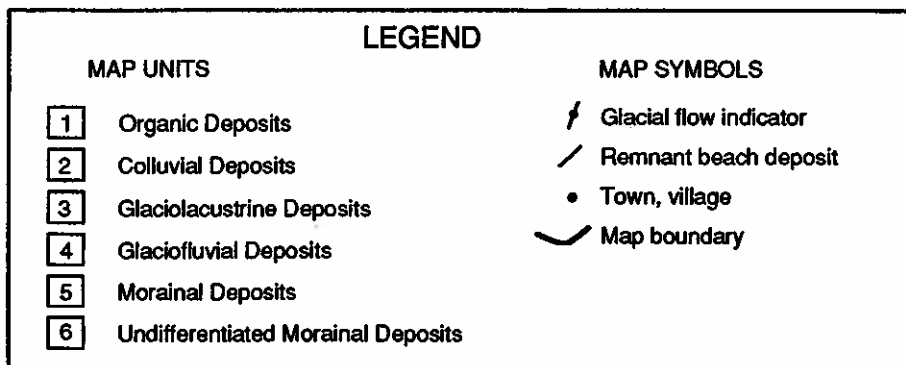 LEGEND
MAP UNITS
1 Organic Deposits
2 Colluvial Deposits
3 Glaciolacustrine Deposits
4 Glaciofluvial Deposits
5 Morainal Deposits
6 Undifferentiated Morainal Deposits
MAP SYMBOLS
Glacial flow indicator
Remnant beach deposit
Town, village
Map boundary